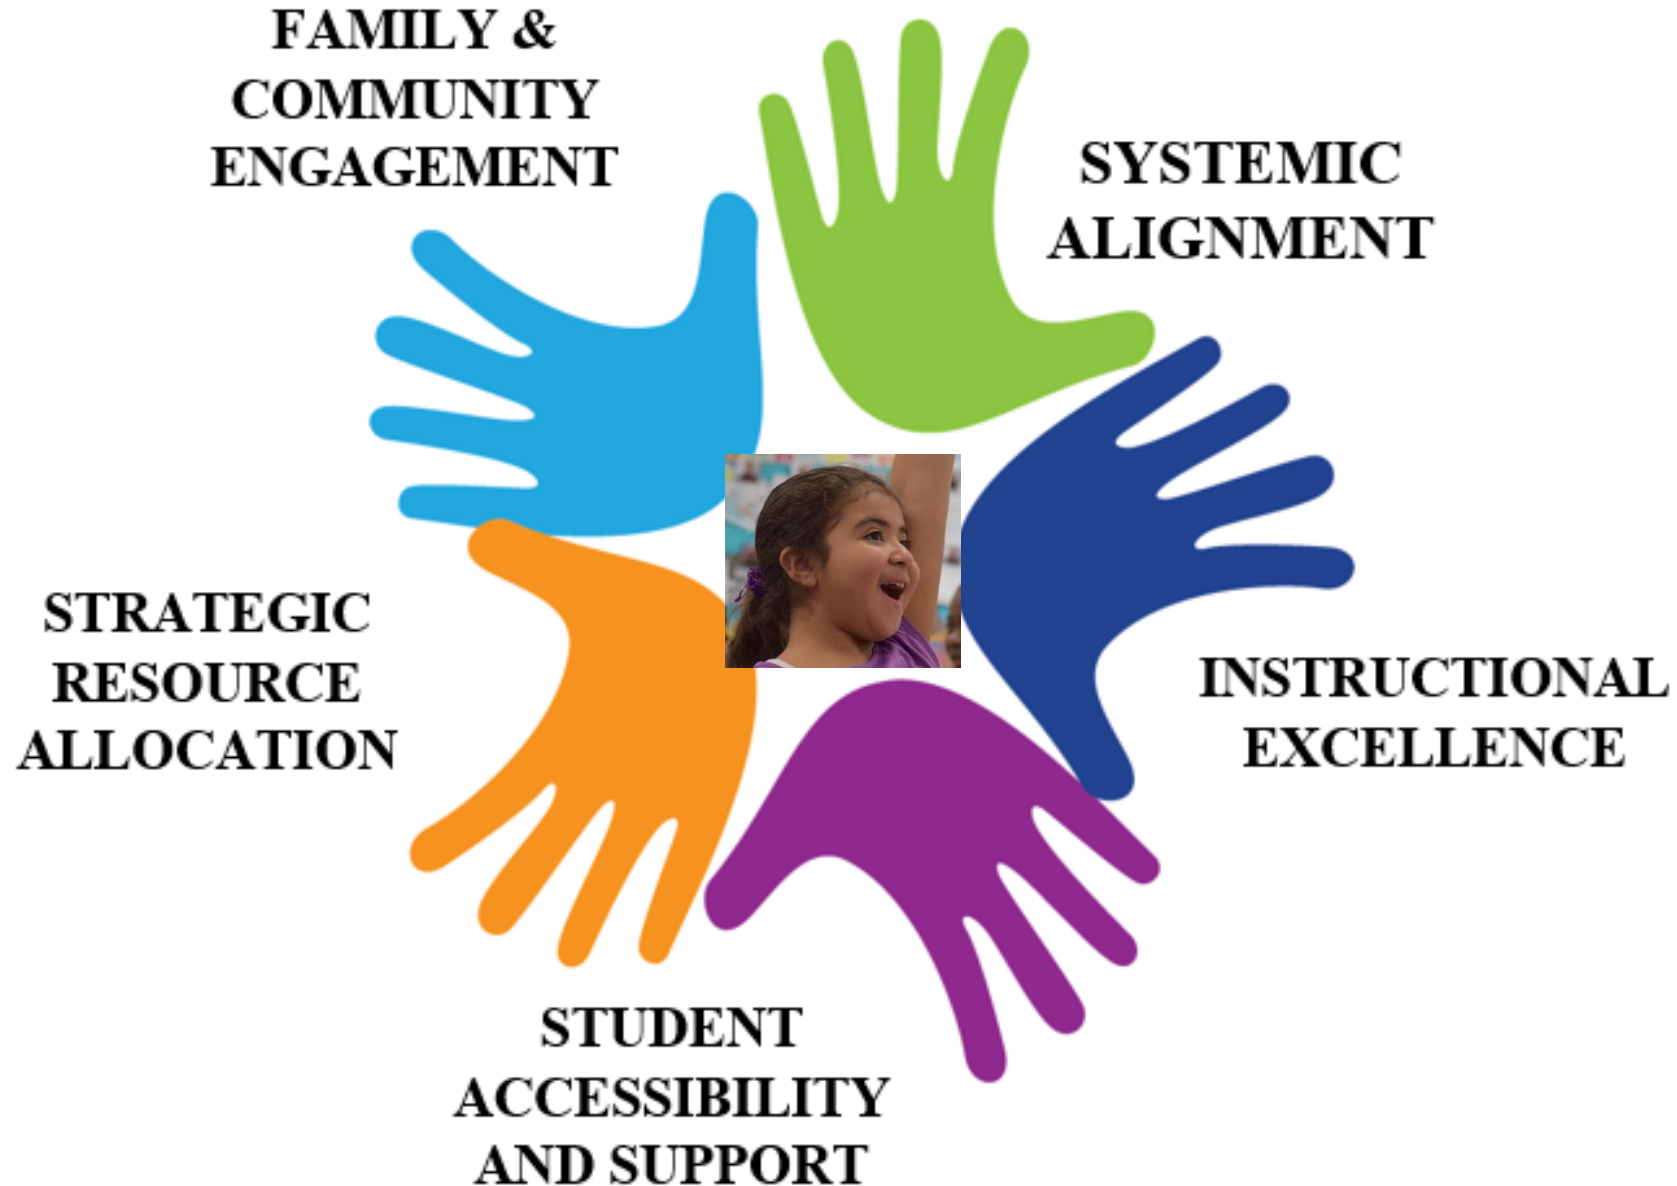 FAMILY &
COMMUNITY
ENGAGEMENT
SYSTEMIC
ALIGNMENT
STRATEGIC
RESOURCE
ALLOCATION
INSTRUCTIONAL
EXCELLENCE
STUDENT
ACCESSIBILITY
AND SUPPORT